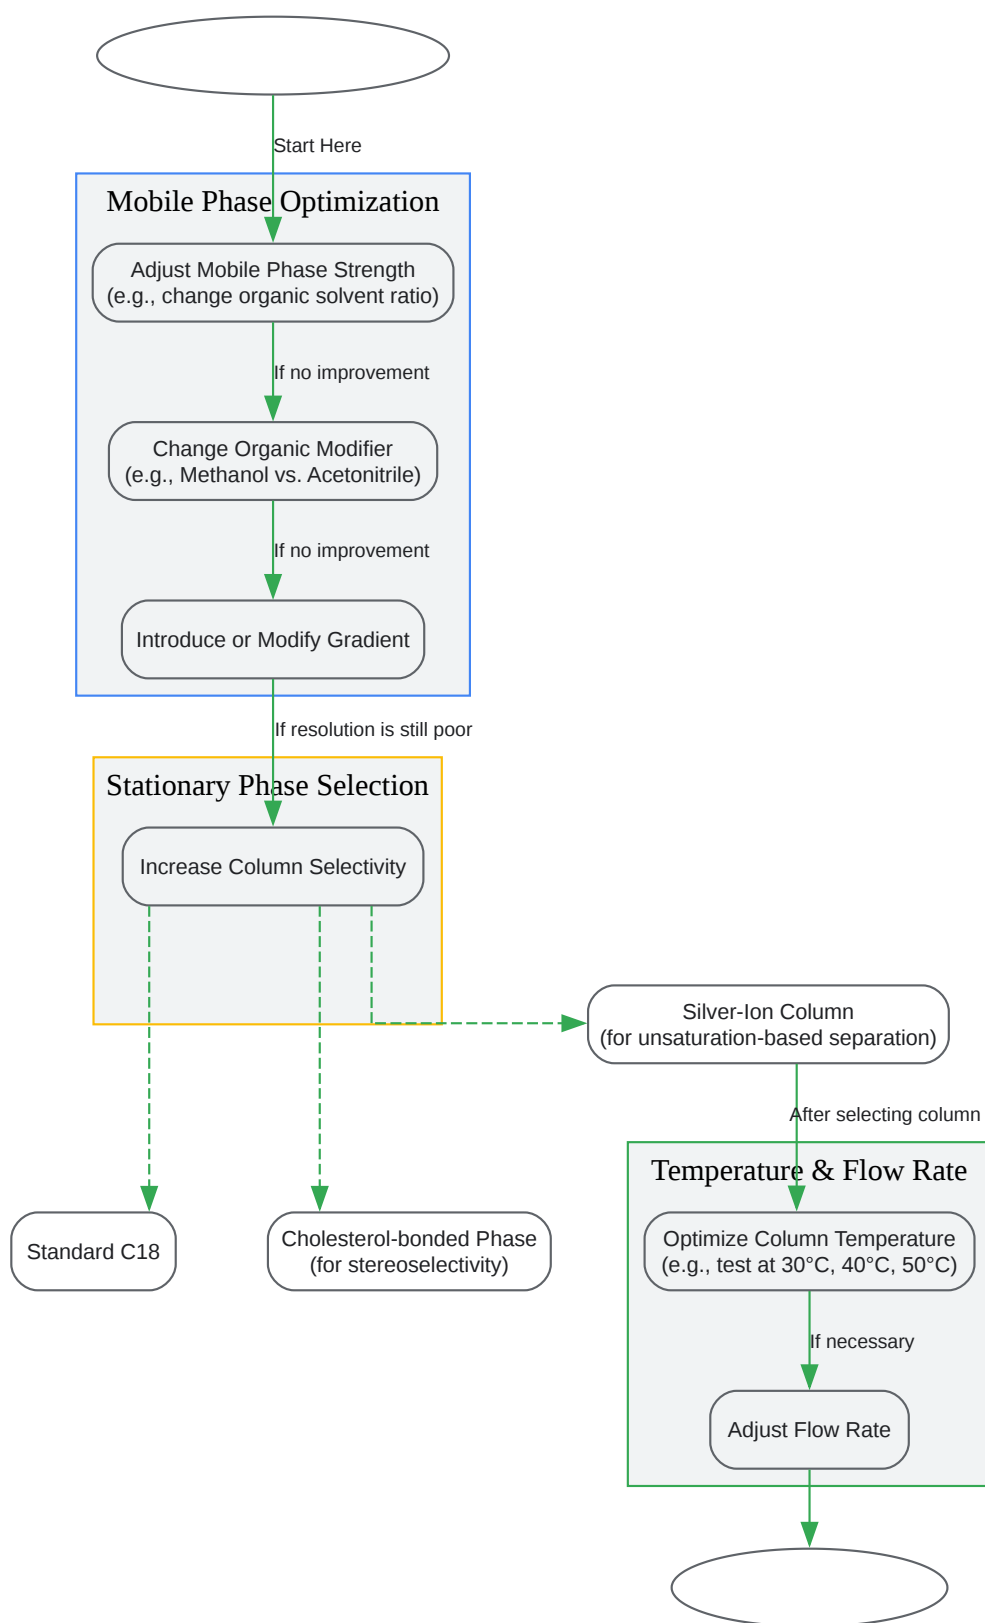 Start Here
Mobile Phase Optimization
Adjust Mobile Phase Strength
(e.g., change organic solvent ratio)
If no improvement
Change Organic Modifier
(e.g., Methanol vs. Acetonitrile)
If no improvement
Introduce or Modify Gradient
If resolution is still poor
Stationary Phase Selection
Increase Column Selectivity
Silver-Ion Column
(for unsaturation-based separation)
After selecting column
Temperature & Flow Rate
Standard C18
Cholesterol-bonded Phase
(for stereoselectivity)
Optimize Column Temperature
(e.g., test at 30°C, 40°C, 50°C)
If necessary
Adjust Flow Rate